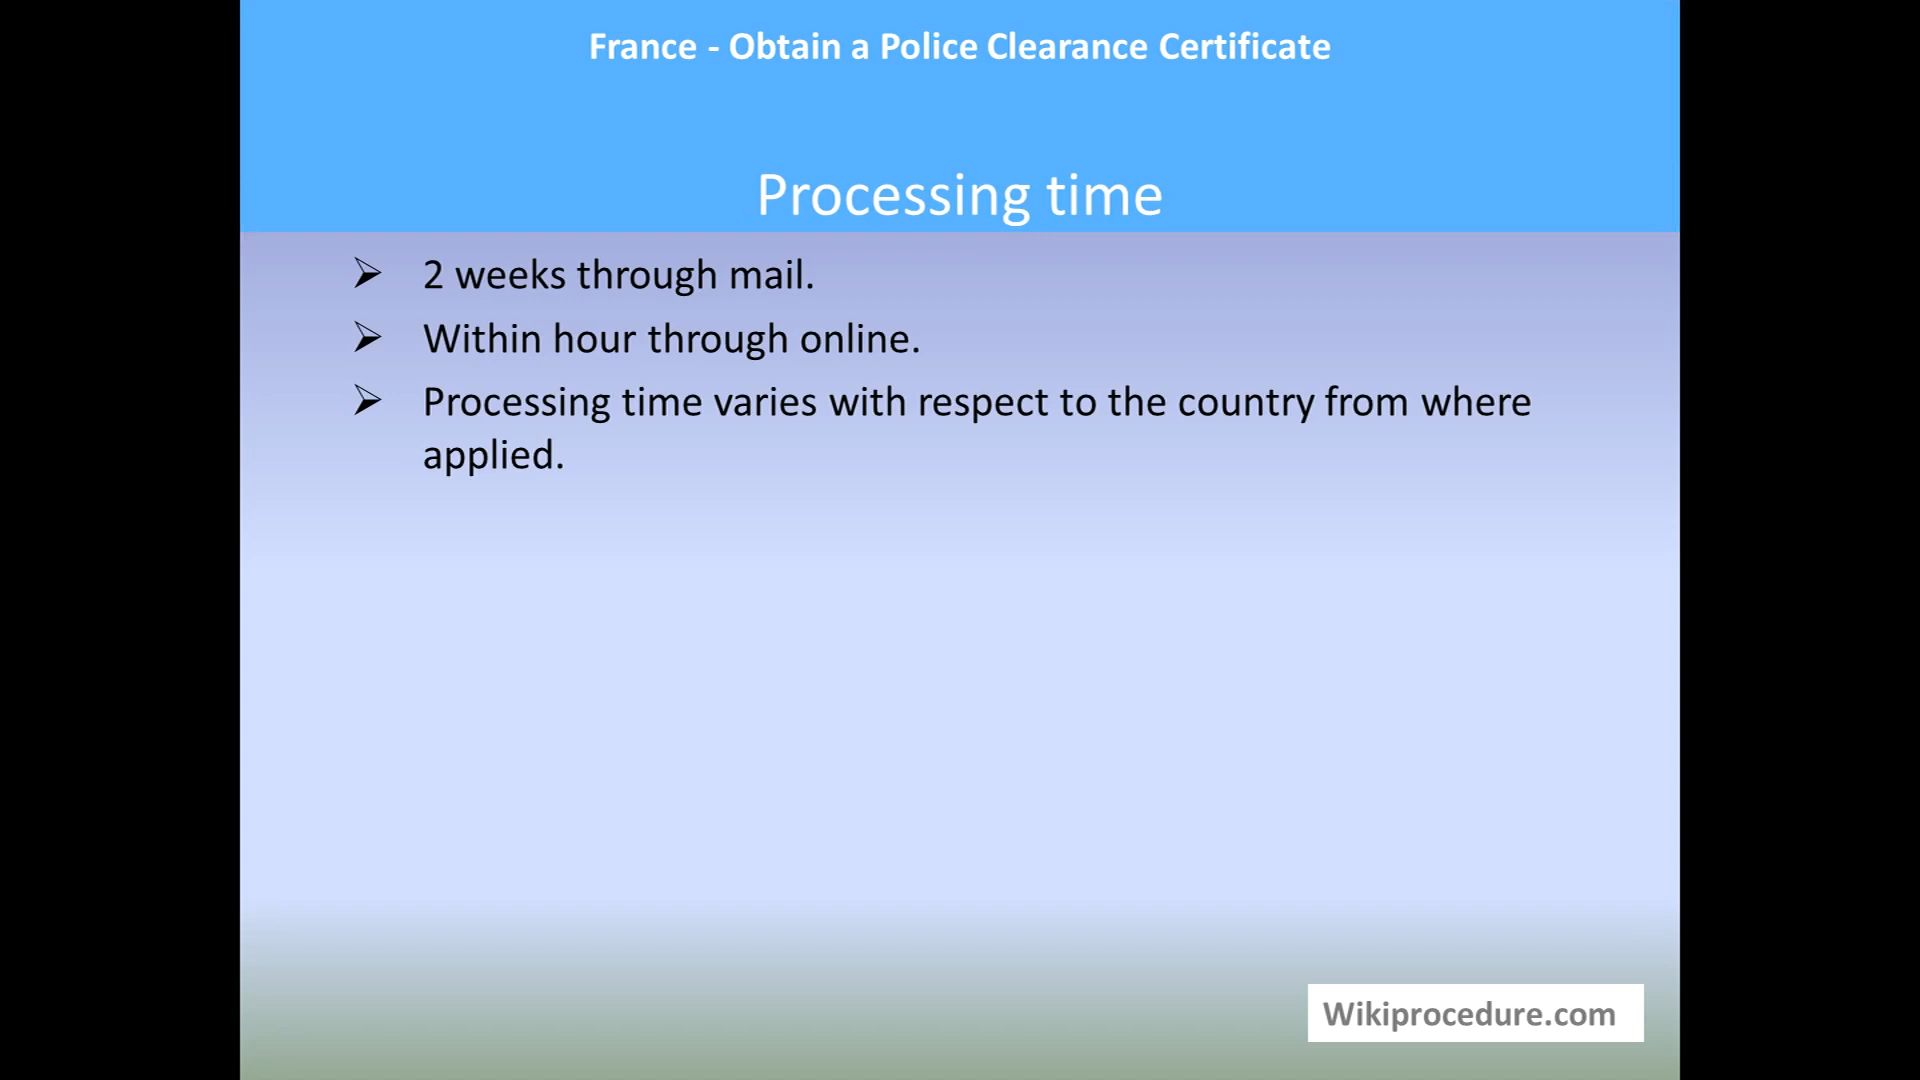 France - Obtain a Police Clearance Certificate
Processing time
➢ 2 weeks through mail.
➢ Within hour through online.
➢ Processing time varies with respect to the country from where
applied.
Wikiprocedure.com